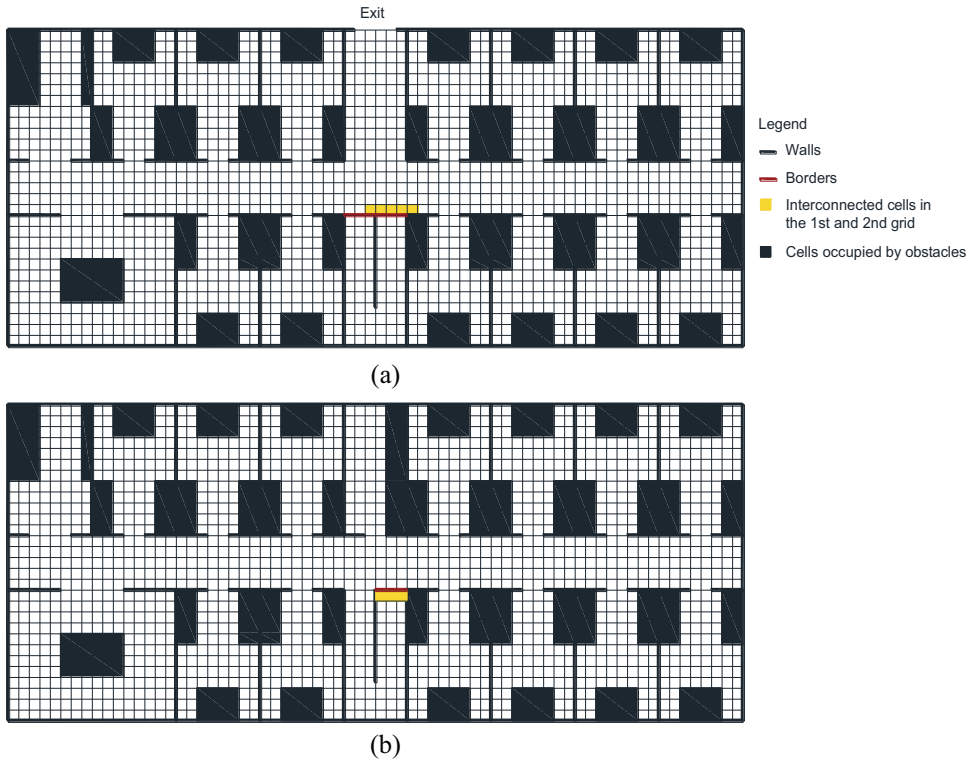 Exit
Legend
Walls
Borders
Interconnected cells in
the 1st and 2nd grid
Cells occupied by obstacles
(a)
(b)